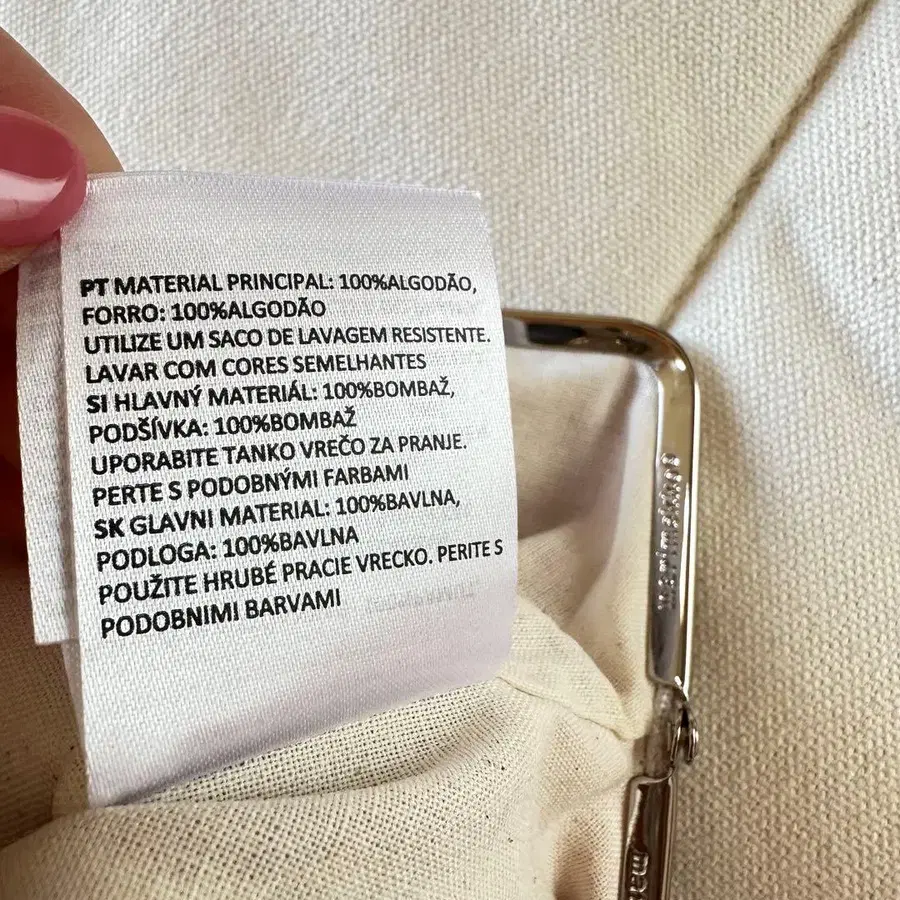 PT MATERIAL PRINCIPAL: 100%ALGODÃO,
FORRO: 100%ALGODÃO
UTILIZE UM SACO DE LAVAGEM RESISTENTE.
LAVAR COM CORES SEMELHANTES
SI HLAVNÝ MATERIÁL: 100%BOMBAŽ,
PODŠÍVKA: 100%BOMBAŽ
UPORABITE TANKO VREČO ZA PRANJE.
PERTE S PODOBNÝMI FARBAMI
SK GLAVNI MATERIAL: 100%BAVLNA,
PODLOGA: 100%BAVLNA
POUŽITE HRUBÉ PRACIE VRECKO. PERITE S
PODOBNIMI BARVAMI
marimekko